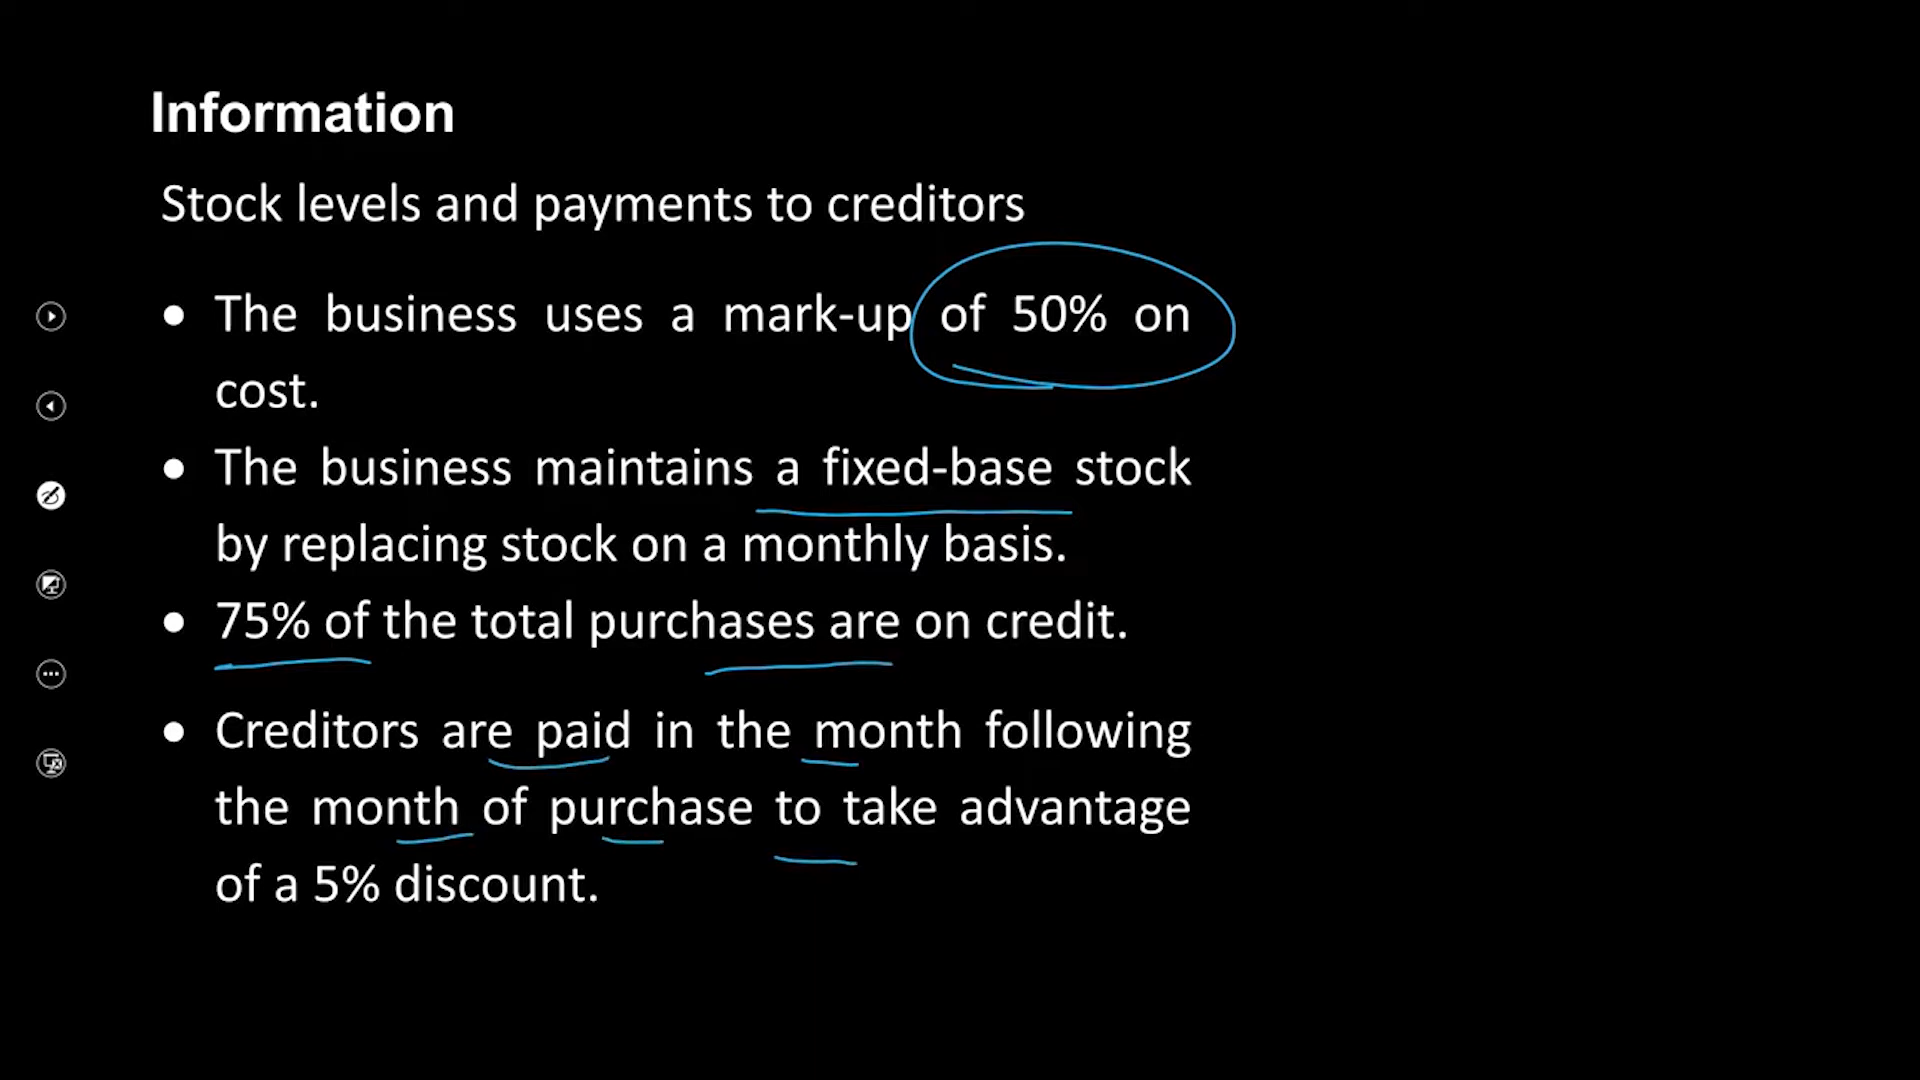 Information
Stock levels and payments to creditors
● The business uses a mark-up of 50% on
cost.
● The business maintains a fixed-base stock
by replacing stock on a monthly basis.
● 75% of the total purchases are on credit.
● Creditors are paid in the month following
the month of purchase to take advantage
of a 5% discount.